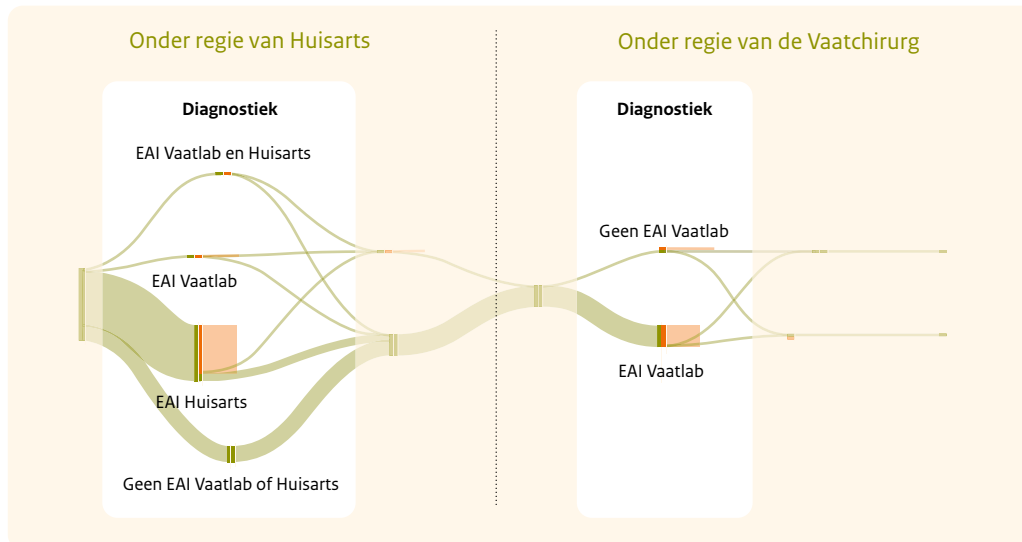 Onder regie van Huisarts
Diagnostiek
EAI Vaatlab en Huisarts
EAI Vaatlab
EAI Huisarts
Geen EAI Vaatlab of Huisarts
Onder regie van de Vaatchirurg
Diagnostiek
Geen EAI Vaatlab
EAI Vaatlab